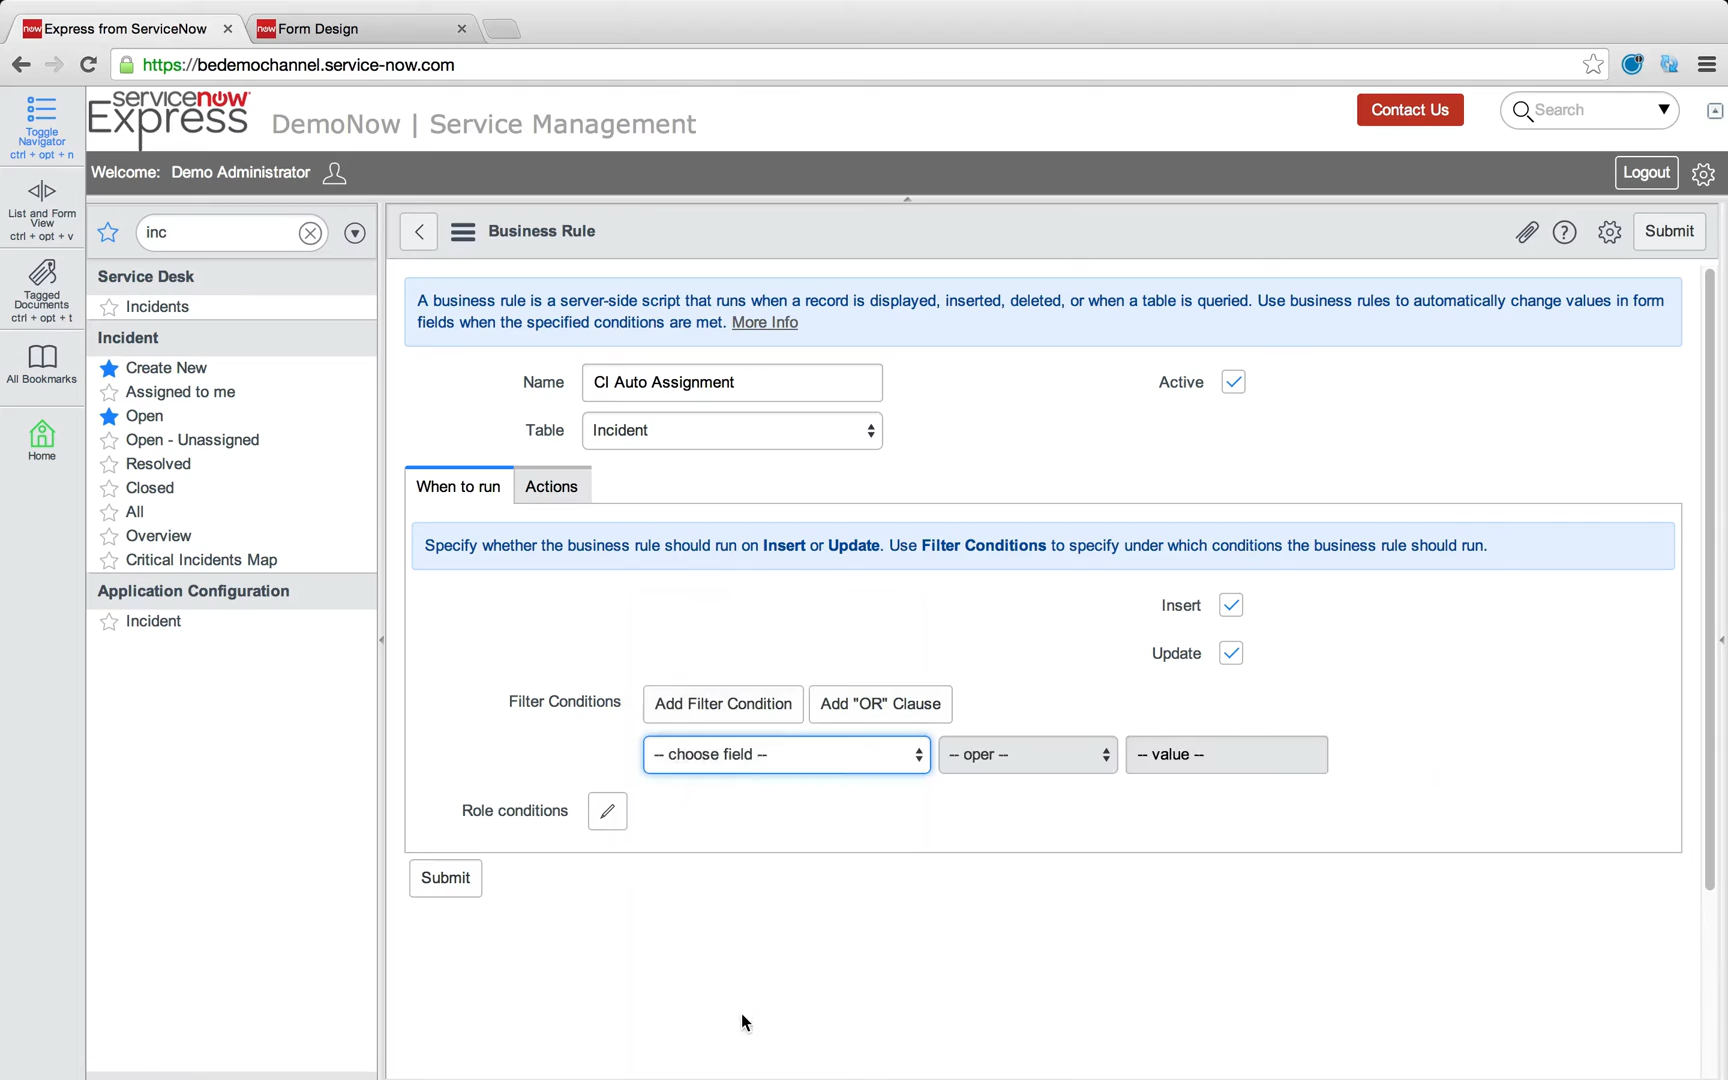 now Express from ServiceNow
now Form Design
https://bedemochannel.service-now.com
Toggle
Navigator
ctrl + opt + n
servicenow
Express
DemoNow | Service Management
Contact Us
Search
Welcome: Demo Administrator
Logout
List and Form
View
ctrl + opt + v
inc
Business Rule
Submit
Tagged
Documents
ctrl + opt + t
All Bookmarks
Home
Service Desk
Incidents
Incident
Create New
Assigned to me
Open
Open - Unassigned
Resolved
Closed
All
Overview
Critical Incidents Map
Application Configuration
Incident
A business rule is a server-side script that runs when a record is displayed, inserted, deleted, or when a table is queried. Use business rules to automatically change values in form
fields when the specified conditions are met. More Info
Name CI Auto Assignment Active
Table Incident
When to run Actions
Specify whether the business rule should run on Insert or Update. Use Filter Conditions to specify under which conditions the business rule should run.
Insert
Update
Filter Conditions Add Filter Condition Add "OR" Clause
-- choose field -- -- oper -- -- value --
Role conditions
Submit